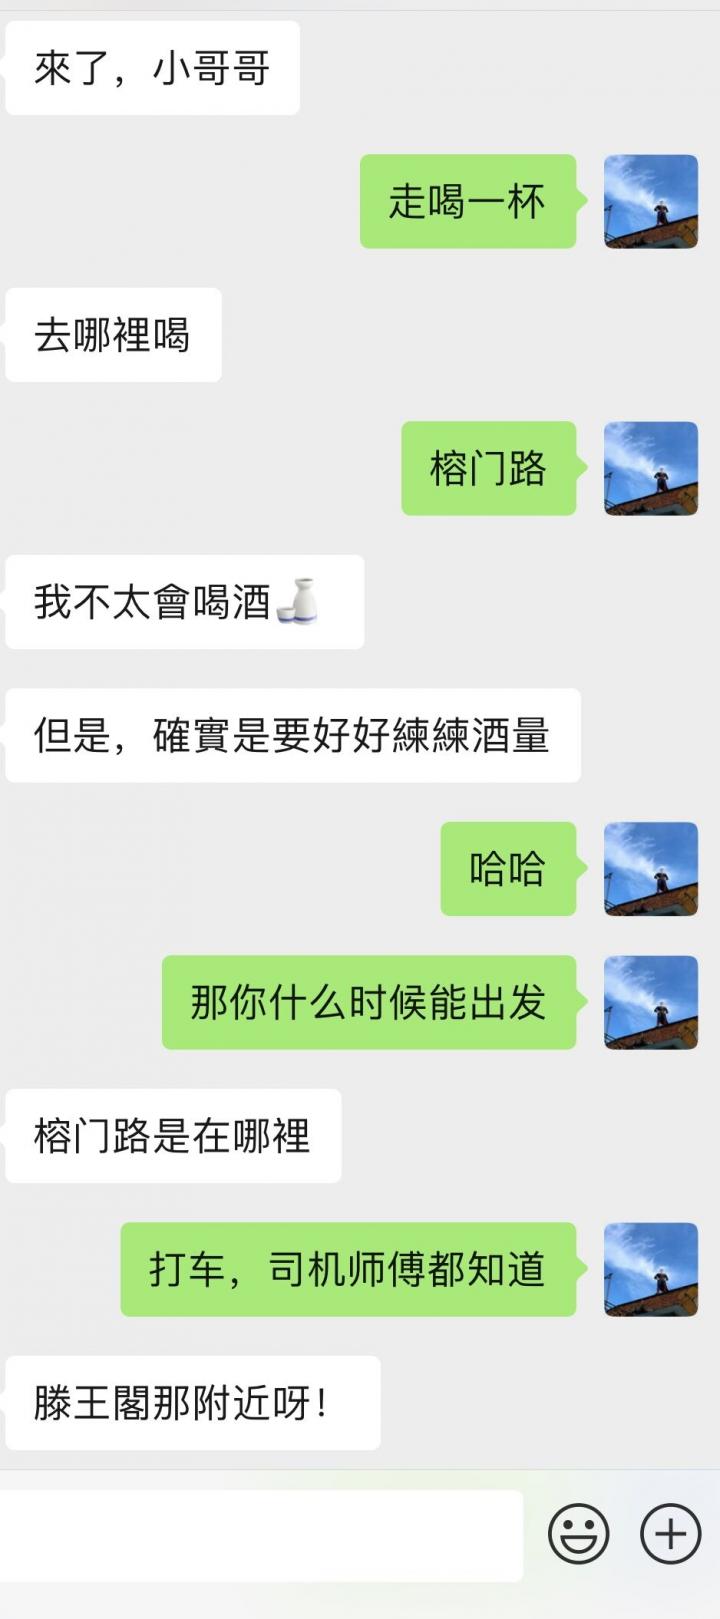 來了，小哥哥
走喝一杯
去哪裡喝
榕门路
我不太會喝酒🍶
但是，確實是要好好練練酒量
哈哈
那你什么时候能出发
榕门路是在哪裡
打车，司机师傅都知道
滕王閣那附近呀！